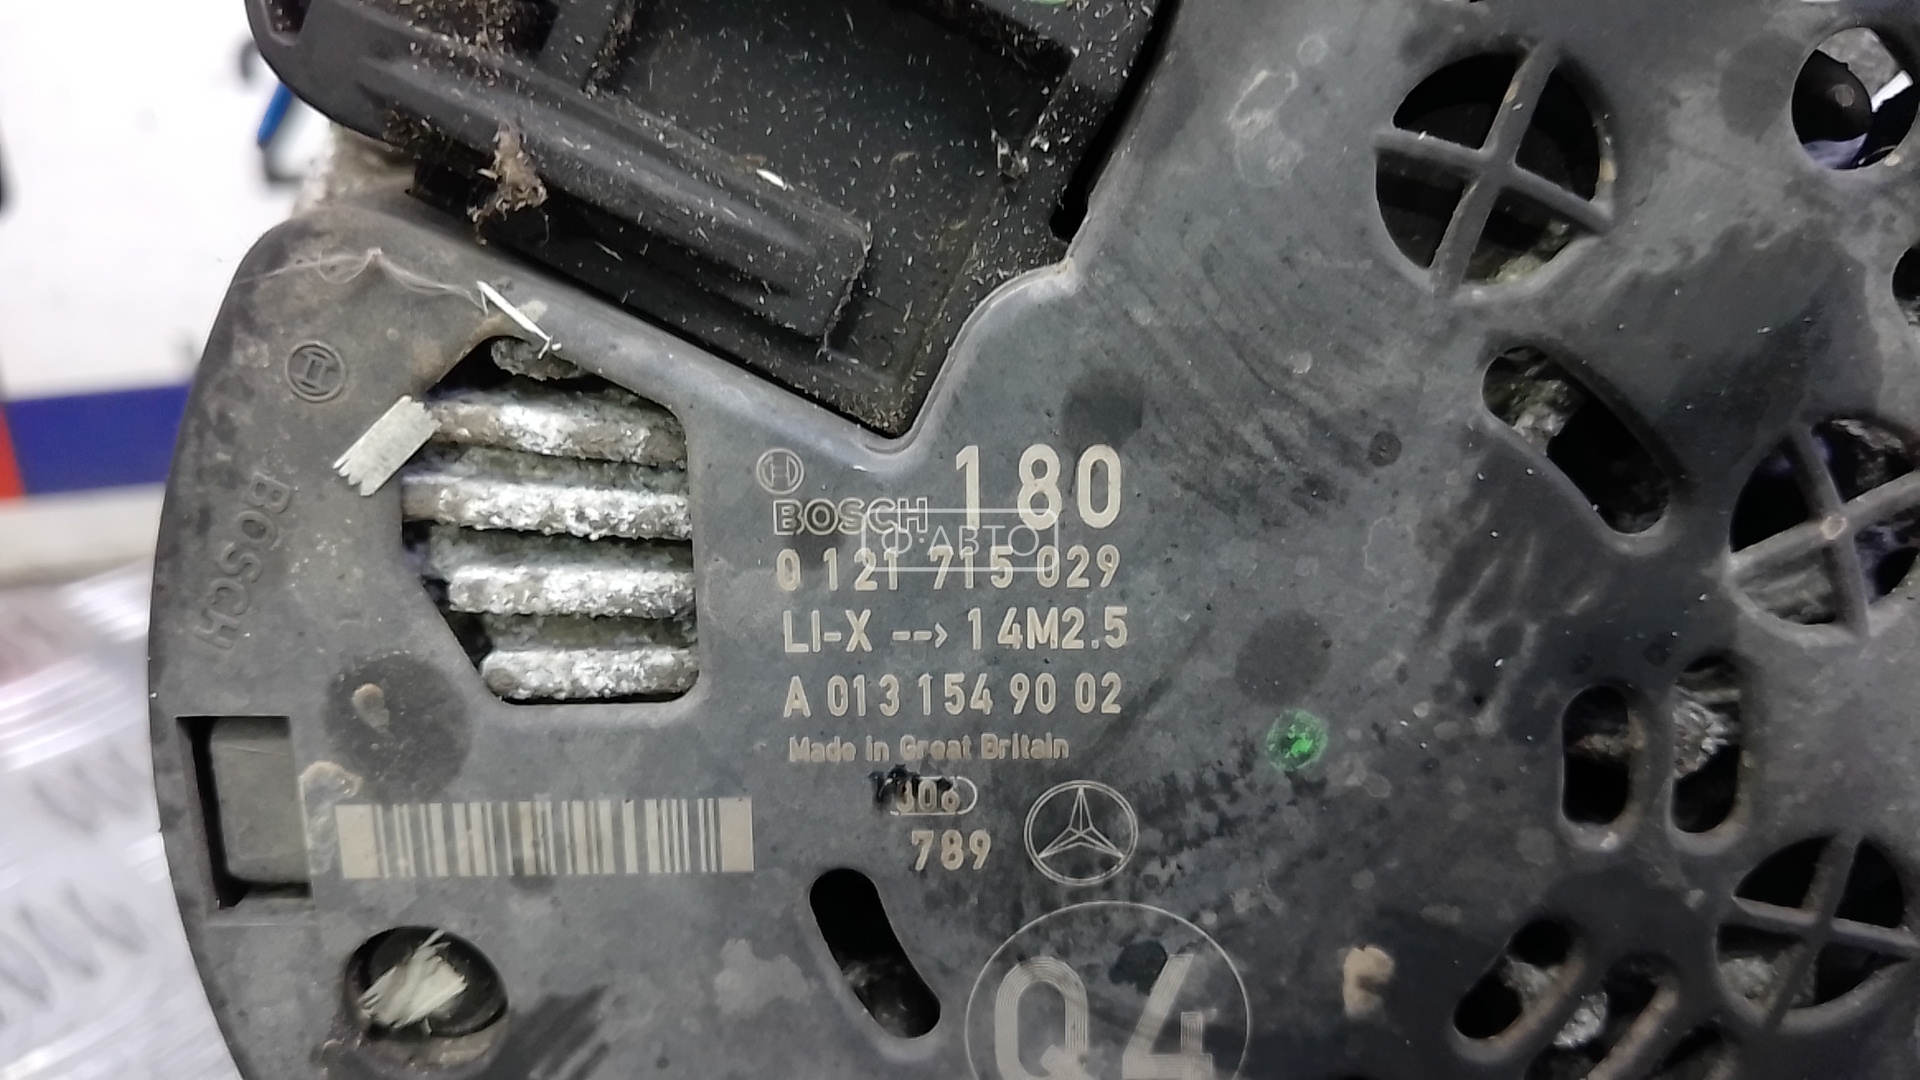 BOSCH
BOSCH 180
Ф·АВТО
0 121 715 029
LI-X --> 14M2.5
A 013 154 90 02
Made in Great Britain
789
Q4